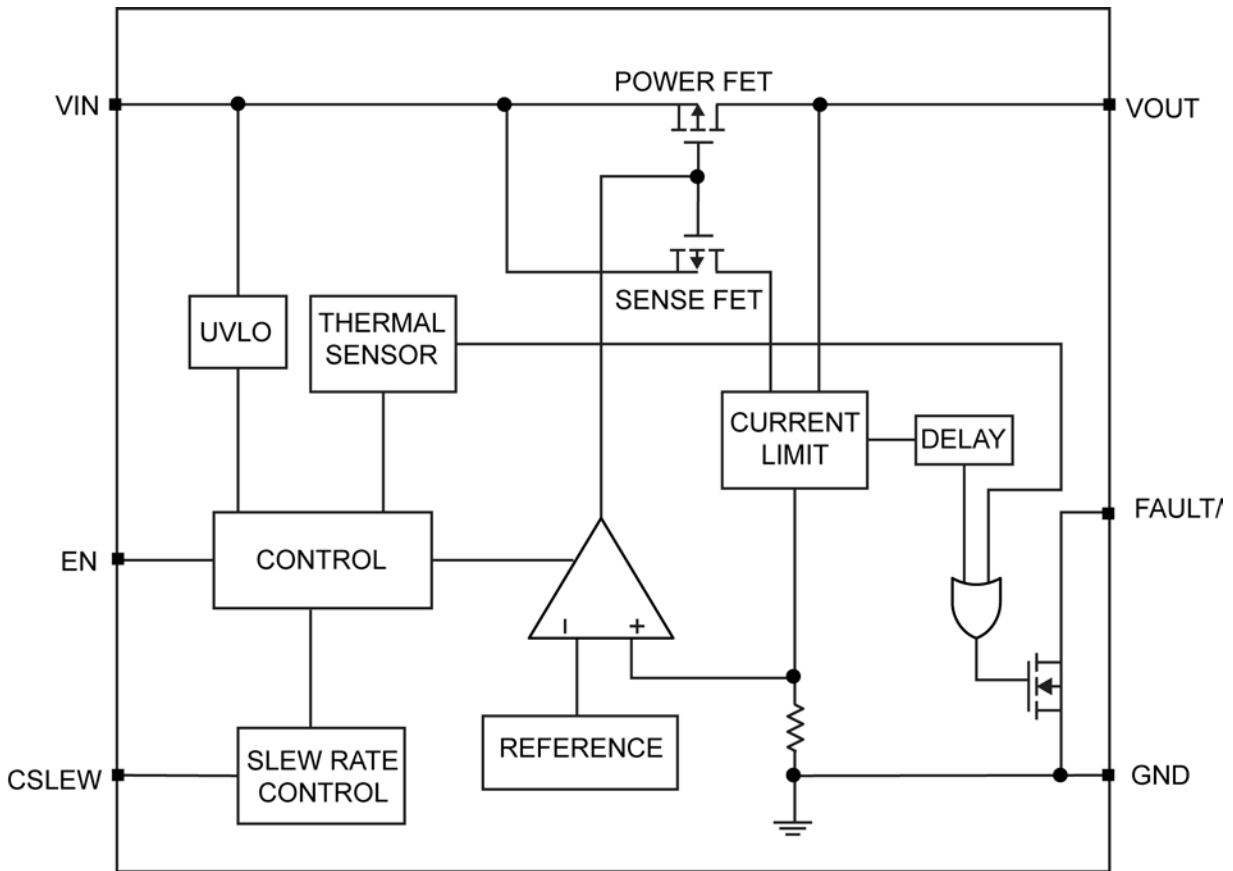 POWER FET
VIN
VOUT
SENSE FET
UVLO
THERMAL
SENSOR
CURRENT
LIMIT
DELAY
FAULT/
EN
CONTROL
- +
REFERENCE
SLEW RATE
CONTROL
CSLEW
GND